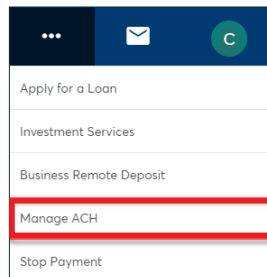 •••
C
Apply for a Loan
Investment Services
Business Remote Deposit
Manage ACH
Stop Payment